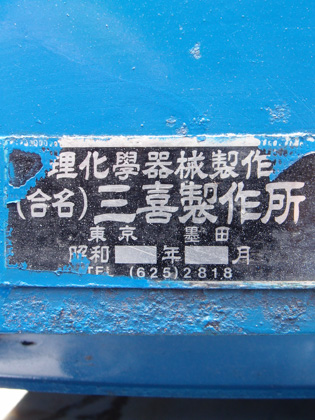 理化學器械製作
(合名)三喜製作所
東京 墨田
昭和 年 月
TEL (625)2818